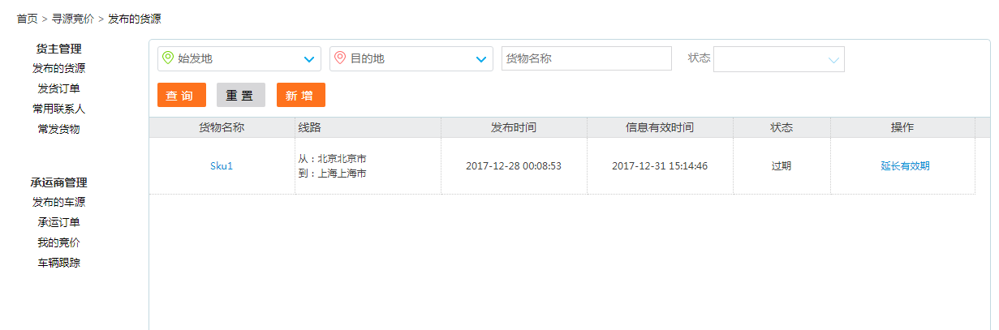 首页 > 寻源竞价 > 发布的货源
货主管理
发布的货源
发货订单
常用联系人
常发货物
承运商管理
发布的车源
承运订单
我的竞价
车辆跟踪
始发地 目的地 货物名称 状态
查询 重置 新增
货物名称 线路 发布时间 信息有效时间 状态 操作
Sku1 从：北京北京市 2017-12-28 00:08:53 2017-12-31 15:14:46 过期 延长有效期
到：上海上海市